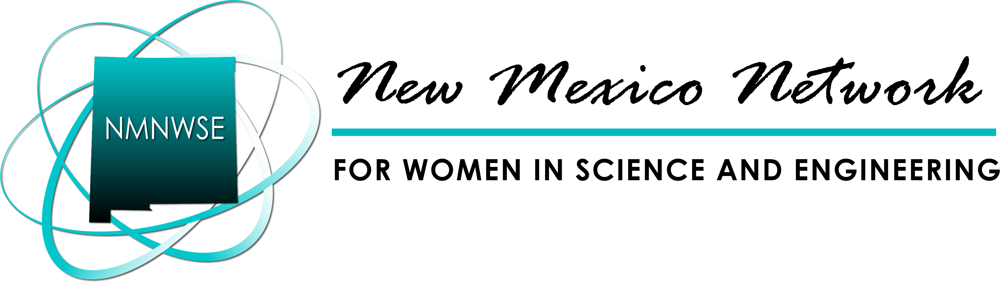 NMNWSE
New Mexico Network
FOR WOMEN IN SCIENCE AND ENGINEERING